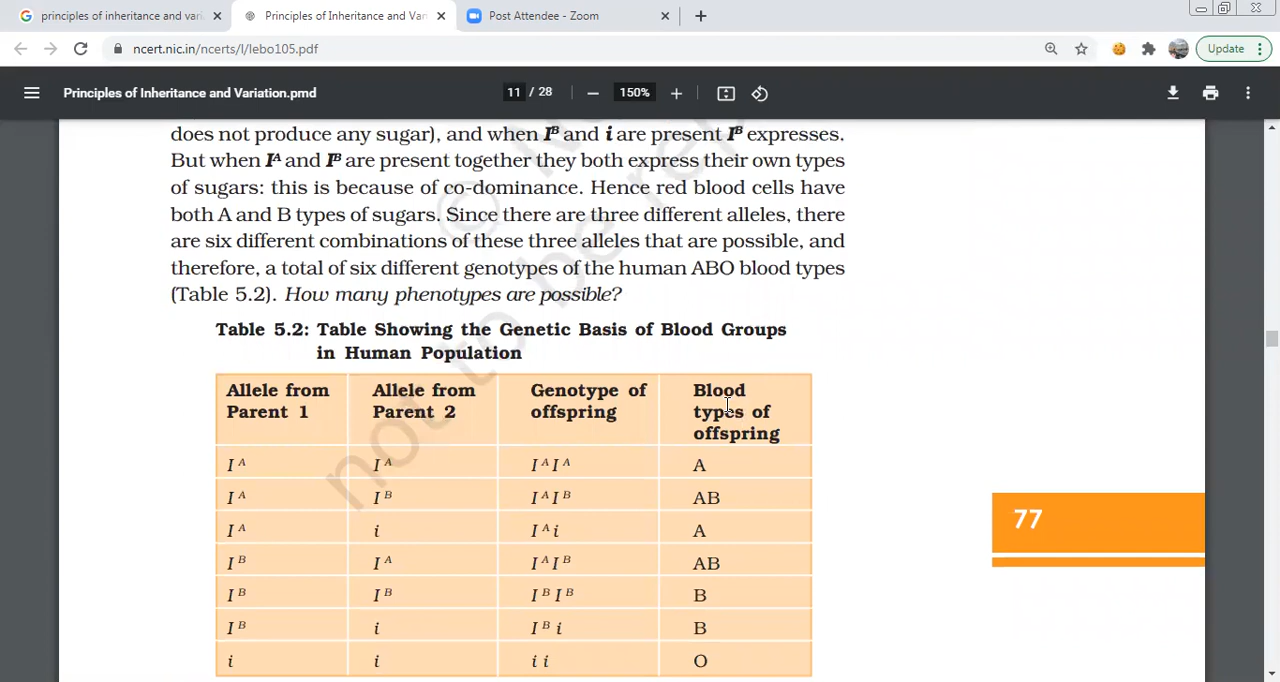 principles of inheritance and vari
Principles of Inheritance and Var
Post Attendee - Zoom
ncert.nic.in/ncerts/l/lebo105.pdf
Update
Principles of Inheritance and Variation.pmd
11 / 28
150%
does not produce any sugar), and when Iᴮ and i are present Iᴮ expresses.
But when Iᴬ and Iᴮ are present together they both express their own types
of sugars: this is because of co-dominance. Hence red blood cells have
both A and B types of sugars. Since there are three different alleles, there
are six different combinations of these three alleles that are possible, and
therefore, a total of six different genotypes of the human ABO blood types
(Table 5.2). How many phenotypes are possible?
Table 5.2: Table Showing the Genetic Basis of Blood Groups
in Human Population
Allele from Parent 1
Allele from Parent 2
Genotype of offspring
Blood types of offspring
Iᴬ Iᴬ IᴬIᴬ A
Iᴬ Iᴮ IᴬIᴮ AB
Iᴬ i Iᴬi A
Iᴮ Iᴬ IᴬIᴮ AB
Iᴮ Iᴮ IᴮIᴮ B
Iᴮ i Iᴮ i B
i i i i O
77
©
not to be rep